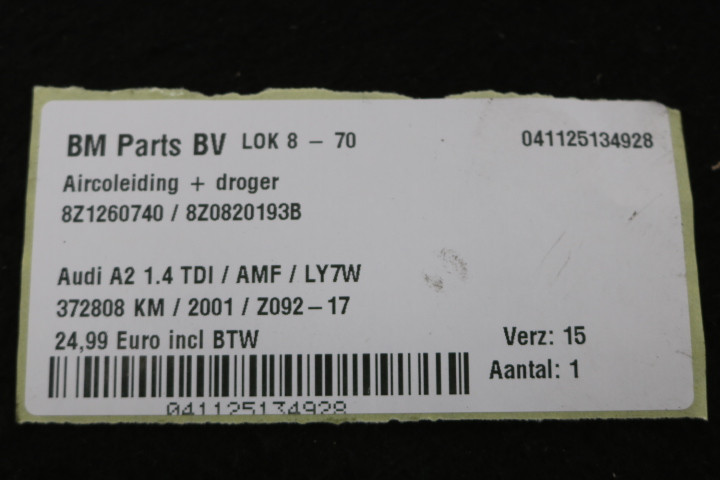 BM Parts BV LOK 8 - 70 041125134928
Aircoleiding + droger
8Z1260740 / 8Z0820193B
Audi A2 1.4 TDI / AMF / LY7W
372808 KM / 2001 / Z092-17
24,99 Euro incl BTW Verz: 15
Aantal: 1
041125134928